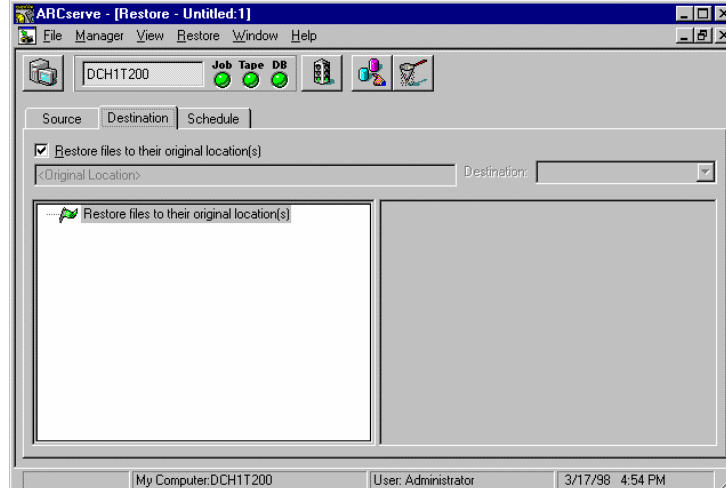 ARCserve - [Restore - Untitled:1]
File Manager View Restore Window Help
DCH1T200
Job Tape DB
Source Destination Schedule
Restore files to their original location(s)
<Original Location>
Destination:
Restore files to their original location(s)
My Computer:DCH1T200
User: Administrator
3/17/98 4:54 PM